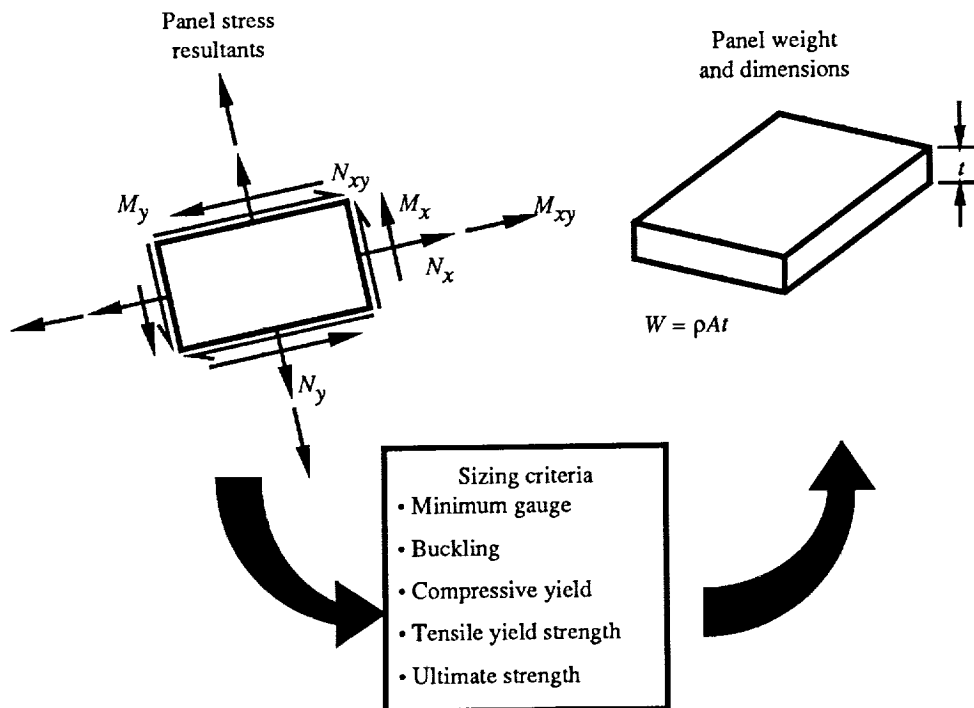 Panel stress
resultants
Panel weight
and dimensions
N_xy
M_y
M_x
M_xy
N_x
t
N_y
W = ρAt
Sizing criteria
• Minimum gauge
• Buckling
• Compressive yield
• Tensile yield strength
• Ultimate strength